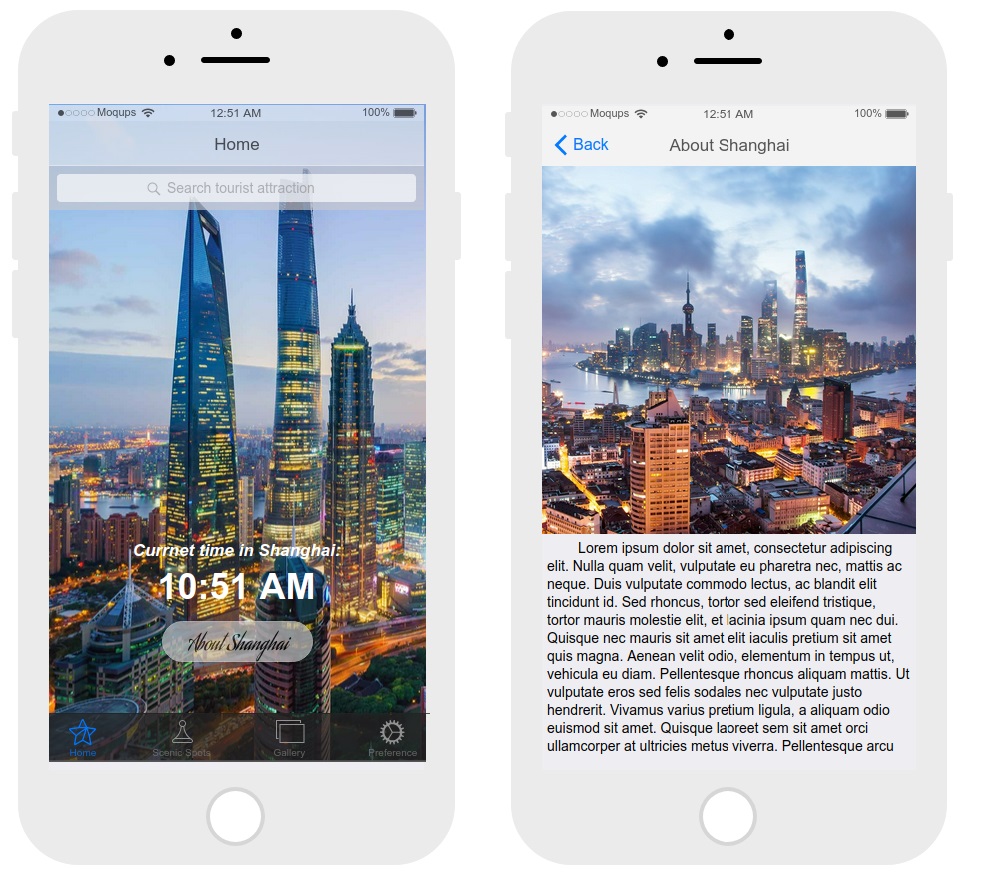 Moqups 12:51 AM 100%
Home
Search tourist attraction
Currnet time in Shanghai:
10:51 AM
About Shanghai
Home Scenic Spots Gallery Preference
Moqups 12:51 AM 100%
Back About Shanghai
Lorem ipsum dolor sit amet, consectetur adipiscing
elit. Nulla quam velit, vulputate eu pharetra nec, mattis ac
neque. Duis vulputate commodo lectus, ac blandit elit
tincidunt id. Sed rhoncus, tortor sed eleifend tristique,
tortor mauris molestie elit, et lacinia ipsum quam nec dui.
Quisque nec mauris sit amet elit iaculis pretium sit amet
quis magna. Aenean velit odio, elementum in tempus ut,
vehicula eu diam. Pellentesque rhoncus aliquam mattis. Ut
vulputate eros sed felis sodales nec vulputate justo
hendrerit. Vivamus varius pretium ligula, a aliquam odio
euismod sit amet. Quisque laoreet sem sit amet orci
ullamcorper at ultricies metus viverra. Pellentesque arcu